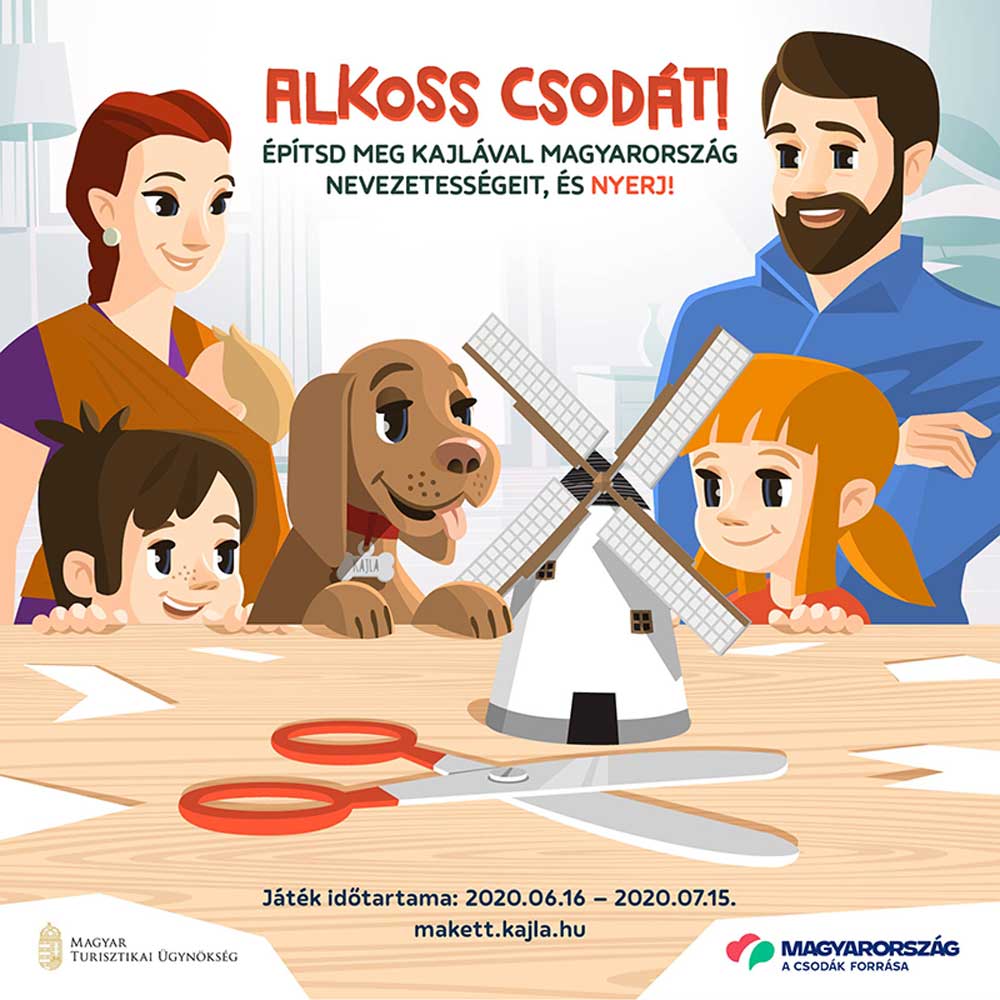 ALKOSS CSODÁT!
ÉPÍTSD MEG KAJLÁVAL MAGYARORSZÁG
NEVEZETESSÉGEIT, ÉS NYERJ!
KAJLA
Játék időtartama: 2020.06.16 – 2020.07.15.
makett.kajla.hu
MAGYAR
TURISZTIKAI ÜGYNÖKSÉG
MAGYARORSZÁG
A CSODÁK FORRÁSA